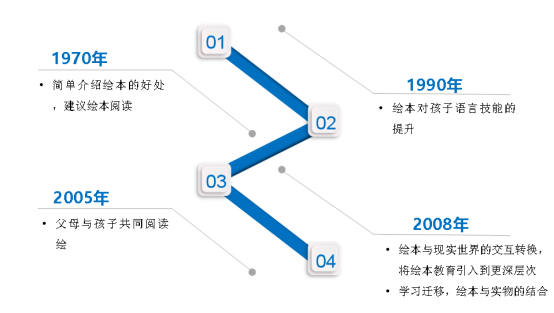 01
1970年
• 简单介绍绘本的好处
，建议绘本阅读
1990年
• 绘本对孩子语言技能的
提升
02
03
2005年
• 父母与孩子共同阅读
绘
2008年
• 绘本与现实世界的交互转换，
将绘本教育引入到更深层次
• 学习迁移，绘本与实物的结合
04